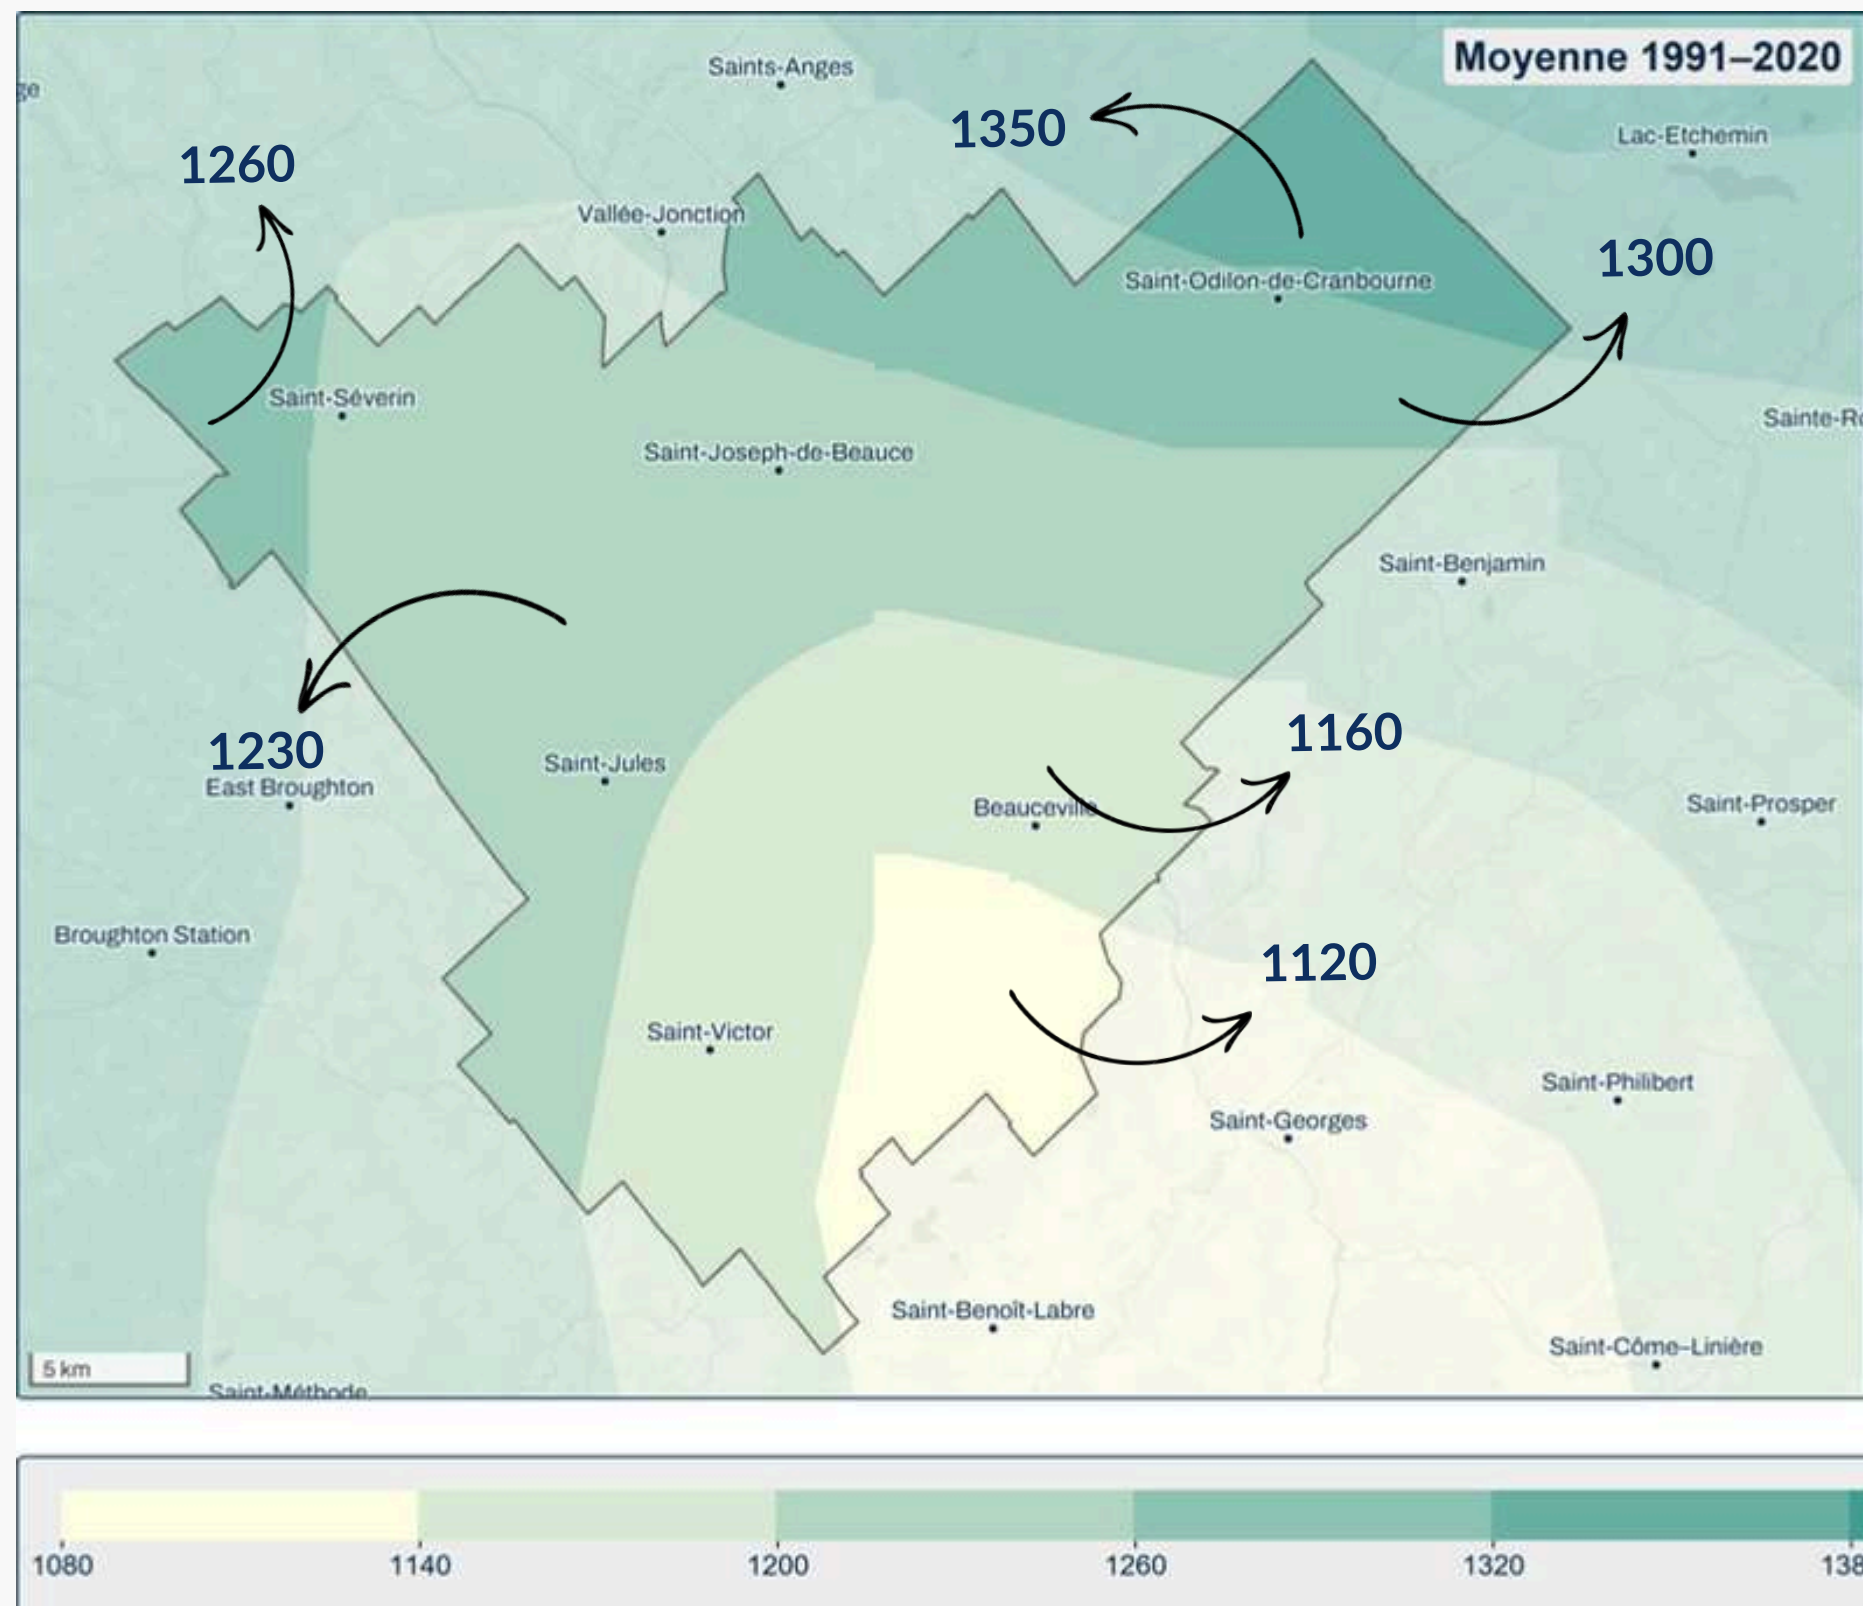 Moyenne 1991–2020
Saints-Anges
ge
1350
Lac-Etchemin
1260
Vallée-Jonction
1300
Saint-Odilon-de-Cranbourne
Saint-Séverin
Sainte-Ro
Saint-Joseph-de-Beauce
Saint-Benjamin
1160
1230
Saint-Jules
East Broughton
Beauceville
Saint-Prosper
Broughton Station
1120
Saint-Victor
Saint-Philibert
Saint-Georges
Saint-Benoît-Labre
Saint-Côme–Linière
5 km
Saint-Méthode
1080 1140 1200 1260 1320 138